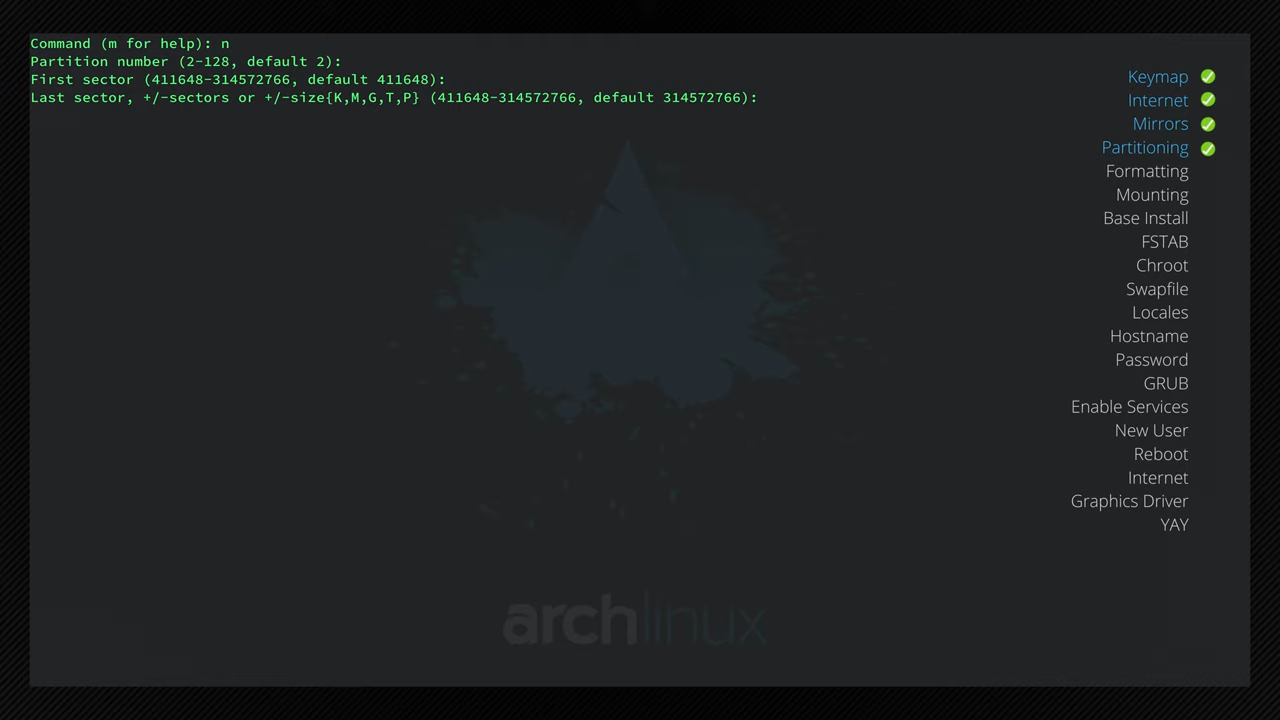 Command (m for help): n
Partition number (2-128, default 2):
First sector (411648-314572766, default 411648):
Last sector, +/-sectors or +/-size{K,M,G,T,P} (411648-314572766, default 314572766):
Keymap
Internet
Mirrors
Partitioning
Formatting
Mounting
Base Install
FSTAB
Chroot
Swapfile
Locales
Hostname
Password
GRUB
Enable Services
New User
Reboot
Internet
Graphics Driver
YAY
archlinux